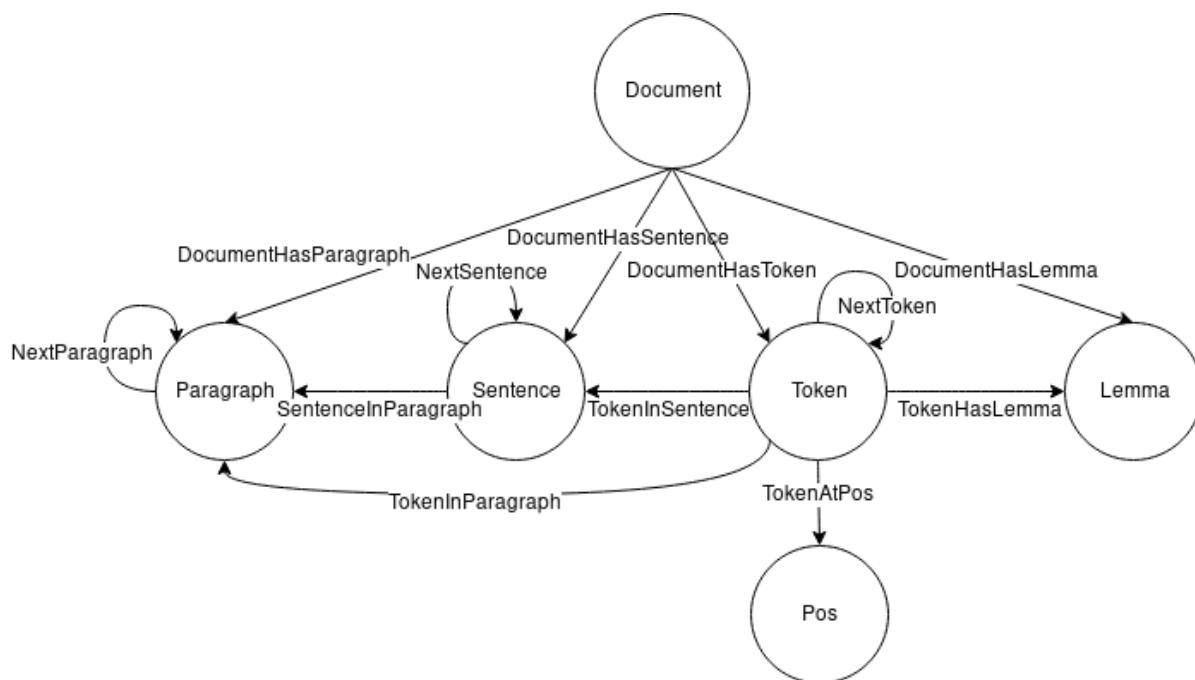 Document
DocumentHasParagraph
DocumentHasSentence
DocumentHasToken
DocumentHasLemma
NextSentence
NextToken
NextParagraph
Paragraph
Sentence
Token
Lemma
SentenceInParagraph
TokenInSentence
TokenHasLemma
TokenInParagraph
TokenAtPos
Pos